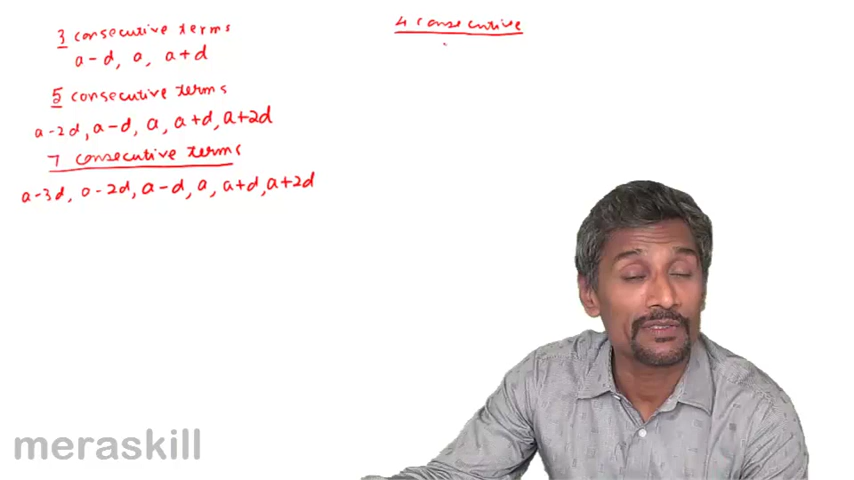 3 consecutive terms
a-d, a, a+d
5 consecutive terms
a-2d, a-d, a, a+d, a+2d
7 consecutive terms
a-3d, a-2d, a-d, a, a+d, a+2d
4 consecutive
meraskill